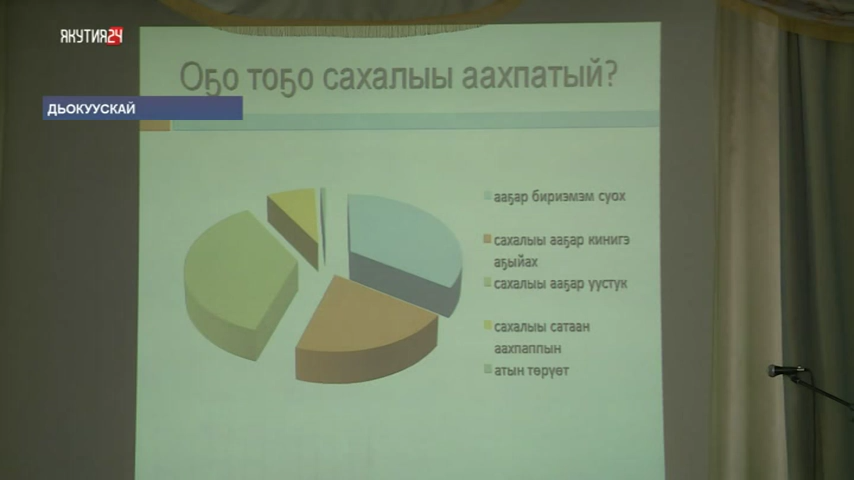 ЯКУТИЯ24
Оҕо тоҕо сахалыы аахпатый?
ДЬОКУУСКАЙ
ааҕар бириэмэм суох
сахалыы ааҕар кинигэ
аҕыйах
сахалыы ааҕар уустук
сахалыы сатаан
аахпаппын
атын төрүөт